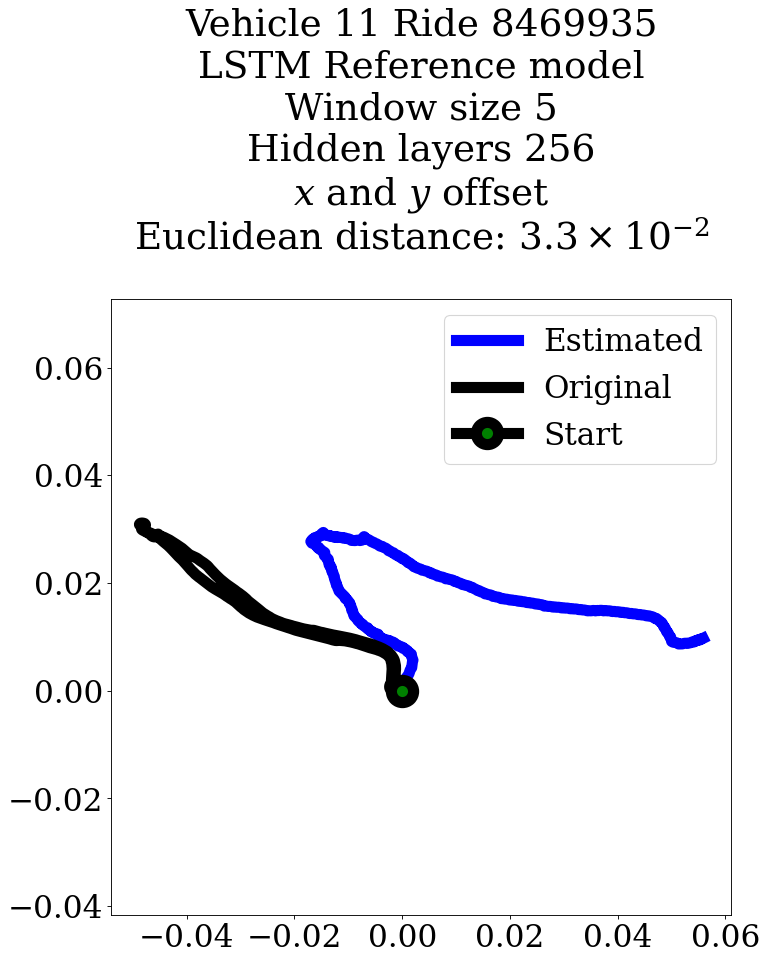 Vehicle 11 Ride 8469935
LSTM Reference model
Window size 5
Hidden layers 256
x and y offset
Euclidean distance: 3.3 × 10⁻²
Estimated
Original
Start
0.06
0.04
0.02
0.00
−0.02
−0.04
−0.04 −0.02 0.00 0.02 0.04 0.06